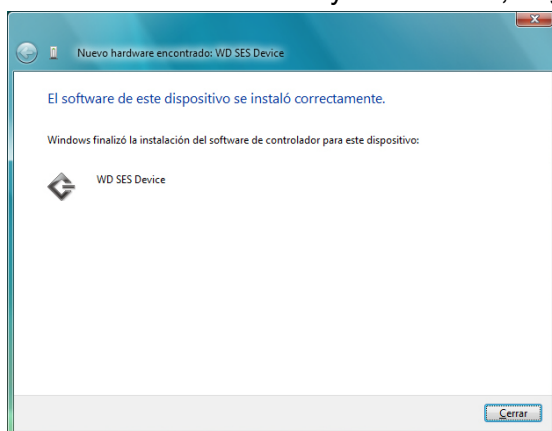 y
Nuevo hardware encontrado: WD SES Device
El software de este dispositivo se instaló correctamente.
Windows finalizó la instalación del software de controlador para este dispositivo:
WD SES Device
Cerrar